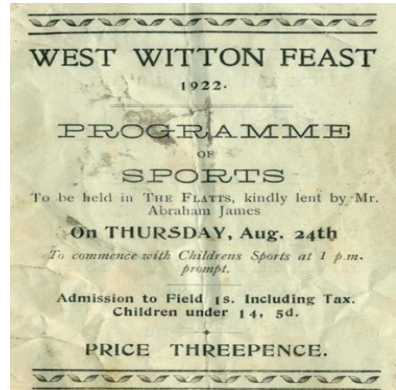 WEST WITTON FEAST
1922.
PROGRAMME
OF
SPORTS
To be held in THE FLATTS, kindly lent by Mr.
Abraham James
On THURSDAY, Aug. 24th
To commence with Childrens Sports at 1 p.m.
prompt.
Admission to Field 1s. Including Tax.
Children under 14, 5d.
PRICE THREEPENCE.